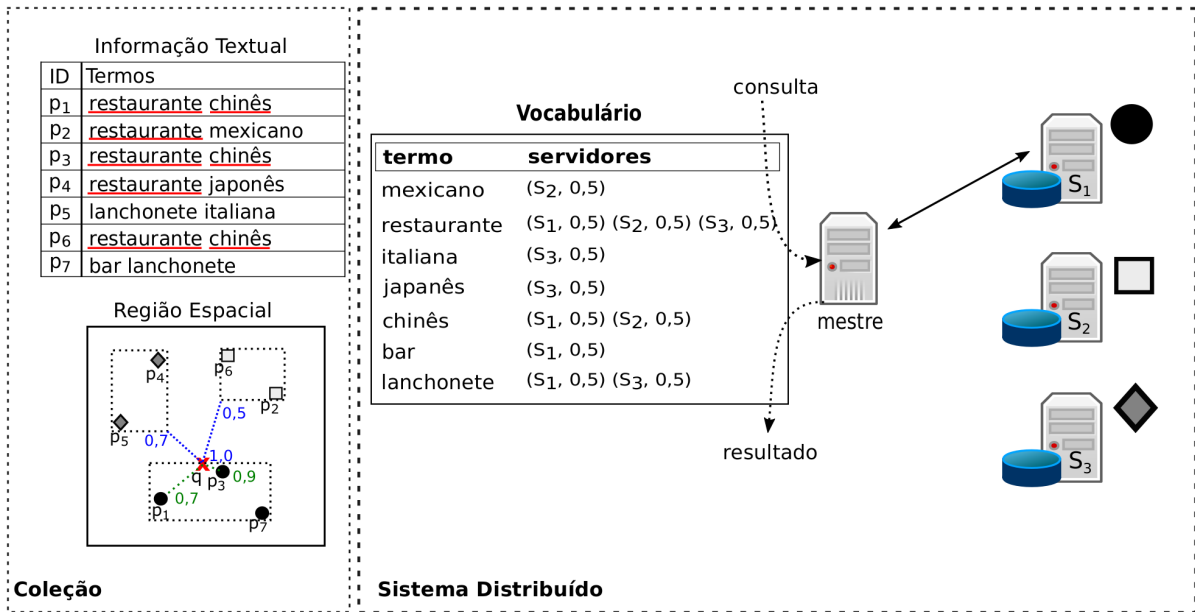 Informação Textual
ID Termos
p1 restaurante chinês
p2 restaurante mexicano
p3 restaurante chinês
p4 restaurante japonês
p5 lanchonete italiana
p6 restaurante chinês
p7 bar lanchonete
Região Espacial
p4
p6
p2
p5
0,5
0,7
1,0
q
p3
0,9
0,7
p1
p7
Coleção
Vocabulário
termo servidores
mexicano (S2, 0,5)
restaurante (S1, 0,5) (S2, 0,5) (S3, 0,5)
italiana (S3, 0,5)
japanês (S3, 0,5)
chinês (S1, 0,5) (S2, 0,5)
bar (S1, 0,5)
lanchonete (S1, 0,5) (S3, 0,5)
consulta
mestre
resultado
S1
S2
S3
Sistema Distribuído